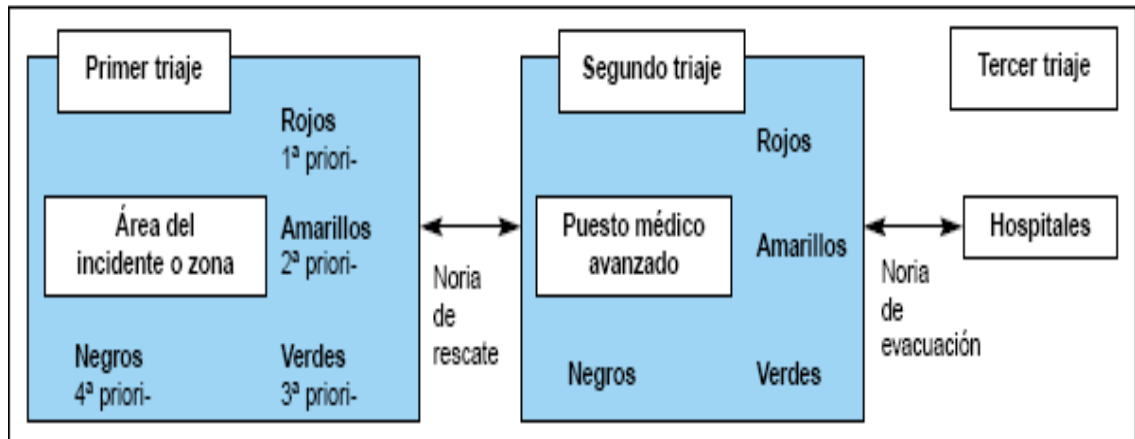 Primer triaje
Rojos
1ª priori-
Área del
incidente o zona
Amarillos
2ª priori-
Negros
4ª priori-
Verdes
3ª priori-
Noria
de
rescate
Segundo triaje
Rojos
Puesto médico
avanzado
Amarillos
Negros
Verdes
Noria
de
evacuación
Tercer triaje
Hospitales